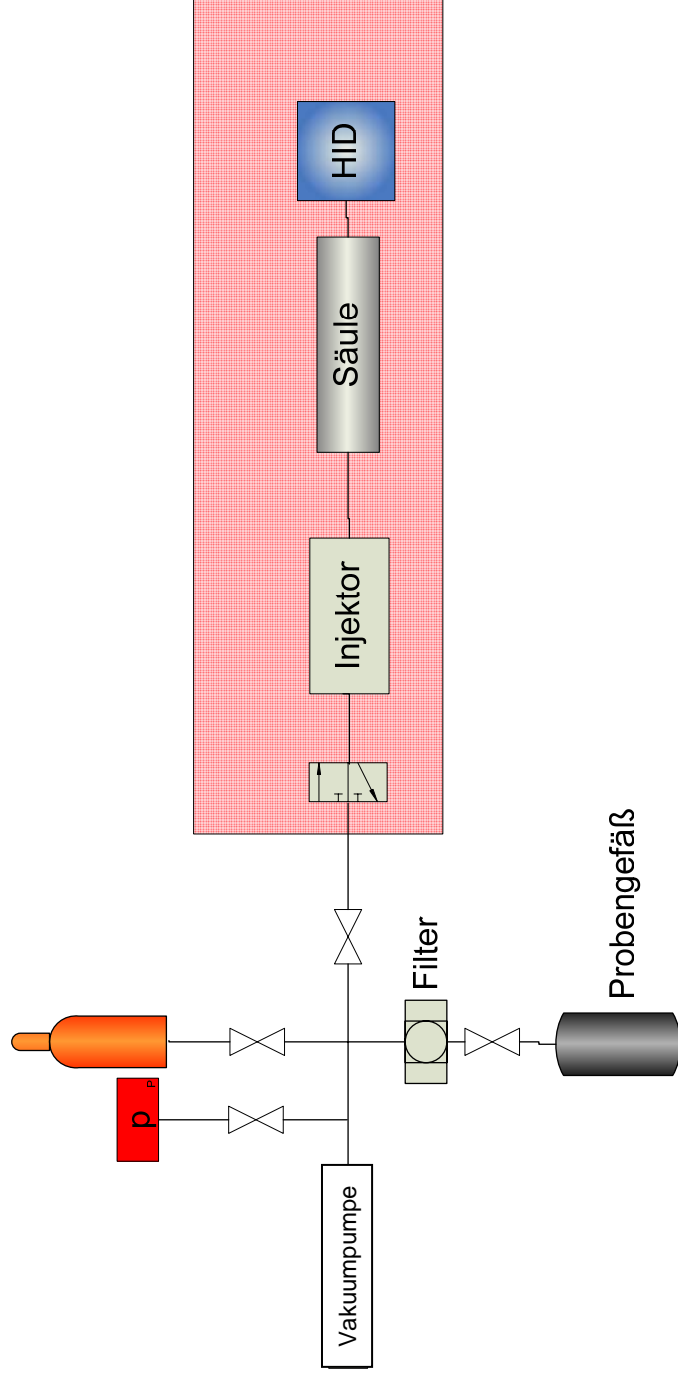 HID
Säule
Injektor
Filter
Probengefäß
p
P
Vakuumpumpe